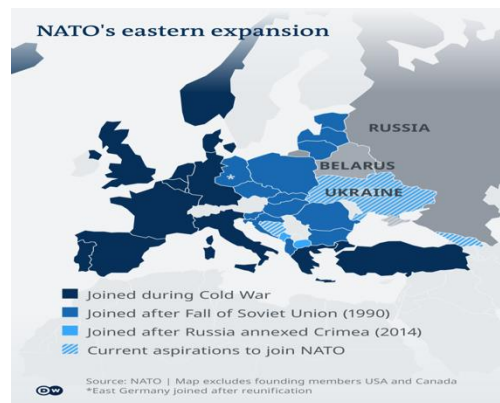 NATO's eastern expansion
RUSSIA
BELARUS
UKRAINE
*
Joined during Cold War
Joined after Fall of Soviet Union (1990)
Joined after Russia annexed Crimea (2014)
Current aspirations to join NATO
DW
Source: NATO | Map excludes founding members USA and Canada
*East Germany joined after reunification